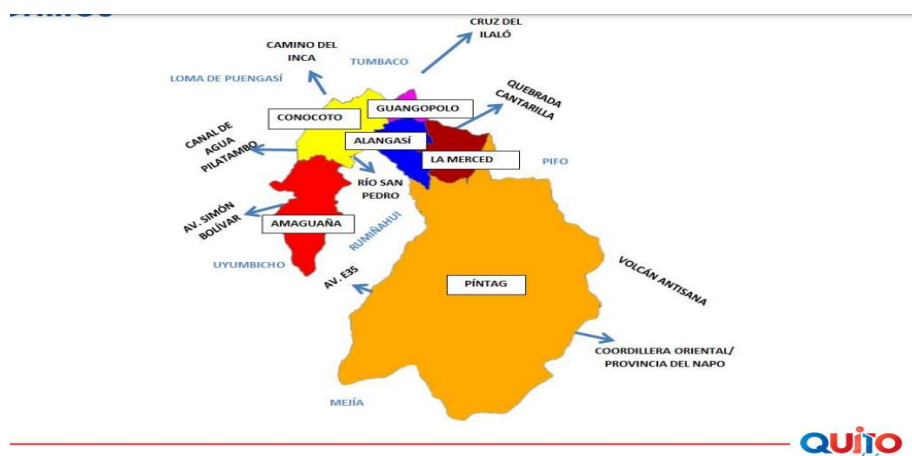 CRUZ DEL
ILALÓ
CAMINO DEL
INCA
TUMBACO
LOMA DE PUENGASÍ
QUEBRADA
CANTARILLA
GUANGOPOLO
CONOCOTO
CANAL DE
AGUA
PILATAMBO
ALANGASÍ
LA MERCED
PIFO
RÍO SAN
PEDRO
AV. SIMÓN
BOLÍVAR
AMAGUAÑA
RUMIÑAHUI
UYUMBICHO
AV. E35
VOLCÁN ANTISANA
PÍNTAG
COORDILLERA ORIENTAL/
PROVINCIA DEL NAPO
MEJÍA
QUITO